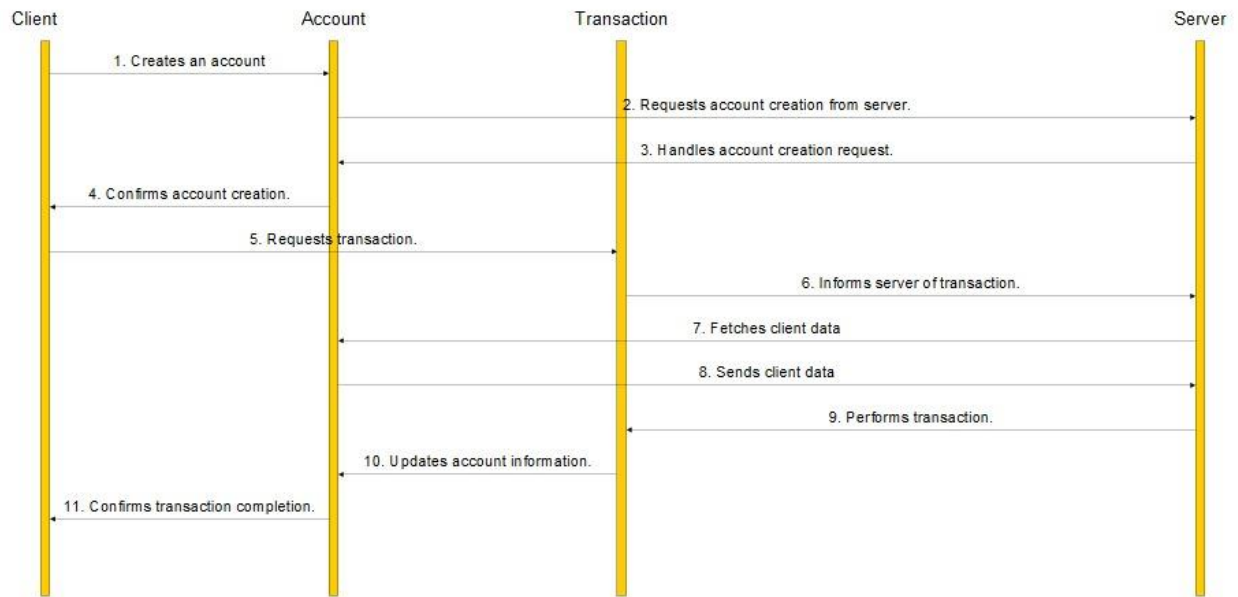 Client
Account
Transaction
Server
1. Creates an account
2. Requests account creation from server.
3. Handles account creation request.
4. Confirms account creation.
5. Requests transaction.
6. Informs server of transaction.
7. Fetches client data
8. Sends client data
9. Performs transaction.
10. Updates account information.
11. Confirms transaction completion.